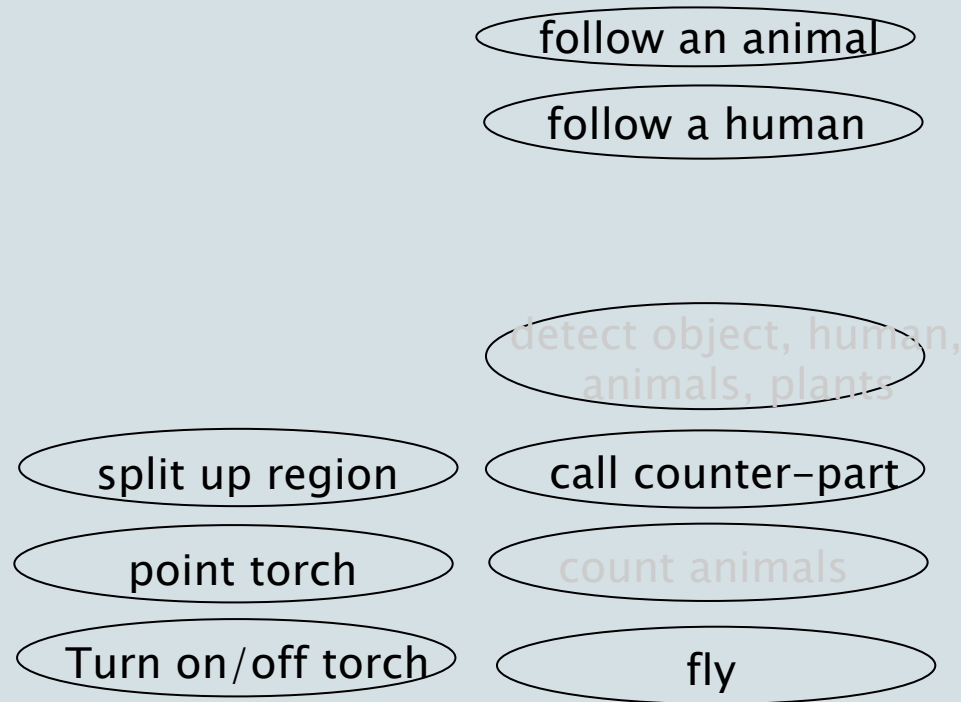 follow an animal
follow a human
detect object, human,
animals, plants
split up region
call counter-part
point torch
count animals
Turn on/off torch
fly